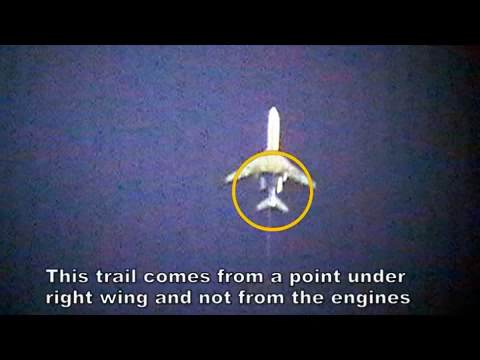 This trail comes from a point under
right wing and not from the engines